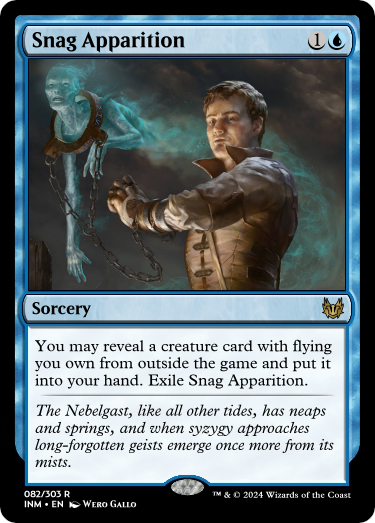 Snag Apparition 1
Sorcery
You may reveal a creature card with flying
you own from outside the game and put it
into your hand. Exile Snag Apparition.
The Nebelgast, like all other tides, has neaps
and springs, and when syzygy approaches
long-forgotten geists emerge once more from its
mists.
082/303 R
INM • EN Wero Gallo
™ & © 2024 Wizards of the Coast